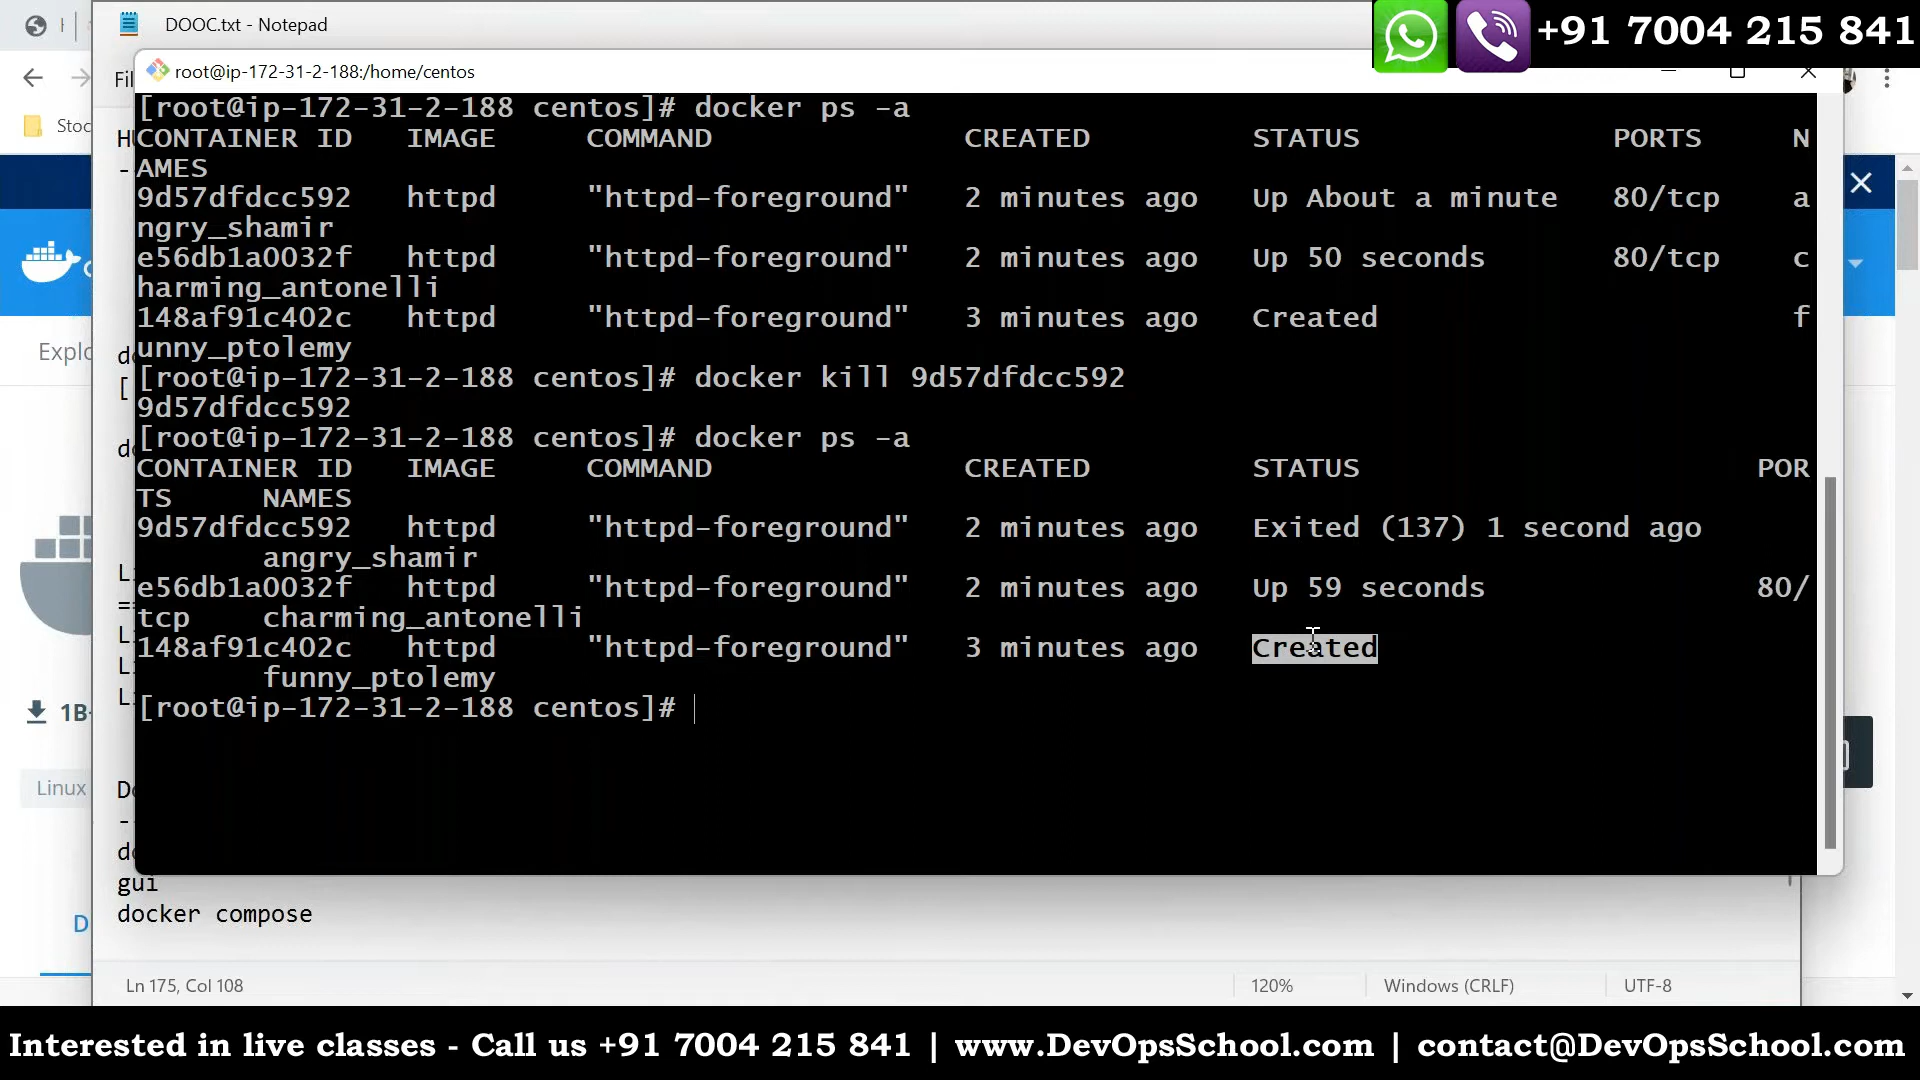 DOOC.txt - Notepad
+91 7004 215 841
Fil
root@ip-172-31-2-188:/home/centos
Stoc
[root@ip-172-31-2-188 centos]# docker ps -a
CONTAINER ID IMAGE COMMAND CREATED STATUS PORTS N
AMES
9d57dfdcc592 httpd "httpd-foreground" 2 minutes ago Up About a minute 80/tcp a
ngry_shamir
e56db1a0032f httpd "httpd-foreground" 2 minutes ago Up 50 seconds 80/tcp c
harming_antonelli
148af91c402c httpd "httpd-foreground" 3 minutes ago Created f
unny_ptolemy
[root@ip-172-31-2-188 centos]# docker kill 9d57dfdcc592
9d57dfdcc592
[root@ip-172-31-2-188 centos]# docker ps -a
CONTAINER ID IMAGE COMMAND CREATED STATUS POR
TS NAMES
9d57dfdcc592 httpd "httpd-foreground" 2 minutes ago Exited (137) 1 second ago
angry_shamir
e56db1a0032f httpd "httpd-foreground" 2 minutes ago Up 59 seconds 80/
tcp charming_antonelli
148af91c402c httpd "httpd-foreground" 3 minutes ago Created
funny_ptolemy
[root@ip-172-31-2-188 centos]#
Explo
1B
Linux
gui
docker compose
Ln 175, Col 108
120%
Windows (CRLF)
UTF-8
Interested in live classes - Call us +91 7004 215 841 | www.DevOpsSchool.com | contact@DevOpsSchool.com